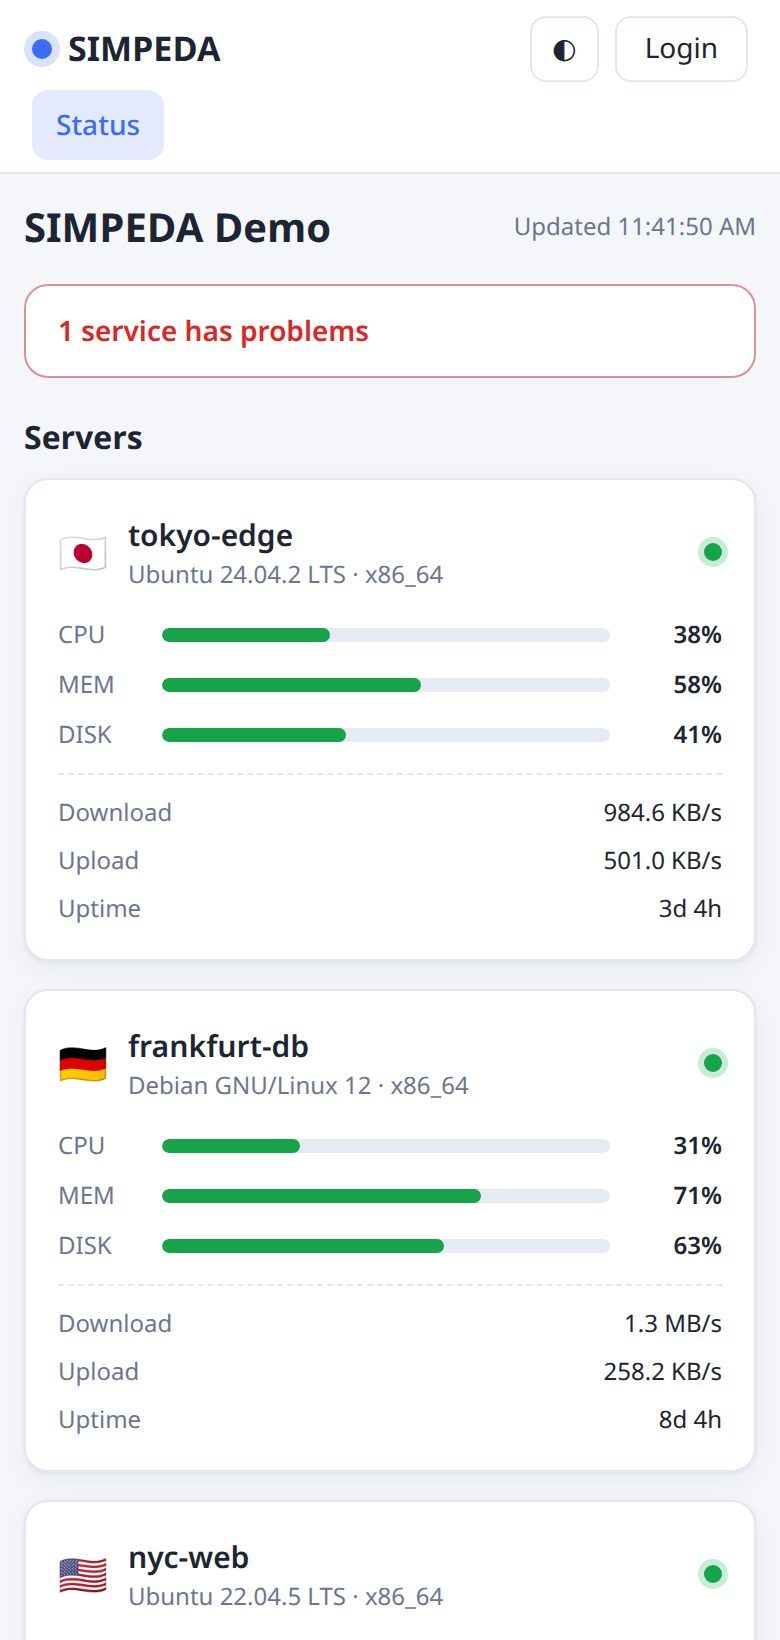 SIMPEDA
◐
Login
Status
SIMPEDA Demo
Updated 11:41:50 AM
1 service has problems
Servers
tokyo-edge
Ubuntu 24.04.2 LTS · x86_64
CPU 38%
MEM 58%
DISK 41%
Download 984.6 KB/s
Upload 501.0 KB/s
Uptime 3d 4h
frankfurt-db
Debian GNU/Linux 12 · x86_64
CPU 31%
MEM 71%
DISK 63%
Download 1.3 MB/s
Upload 258.2 KB/s
Uptime 8d 4h
nyc-web
Ubuntu 22.04.5 LTS · x86_64